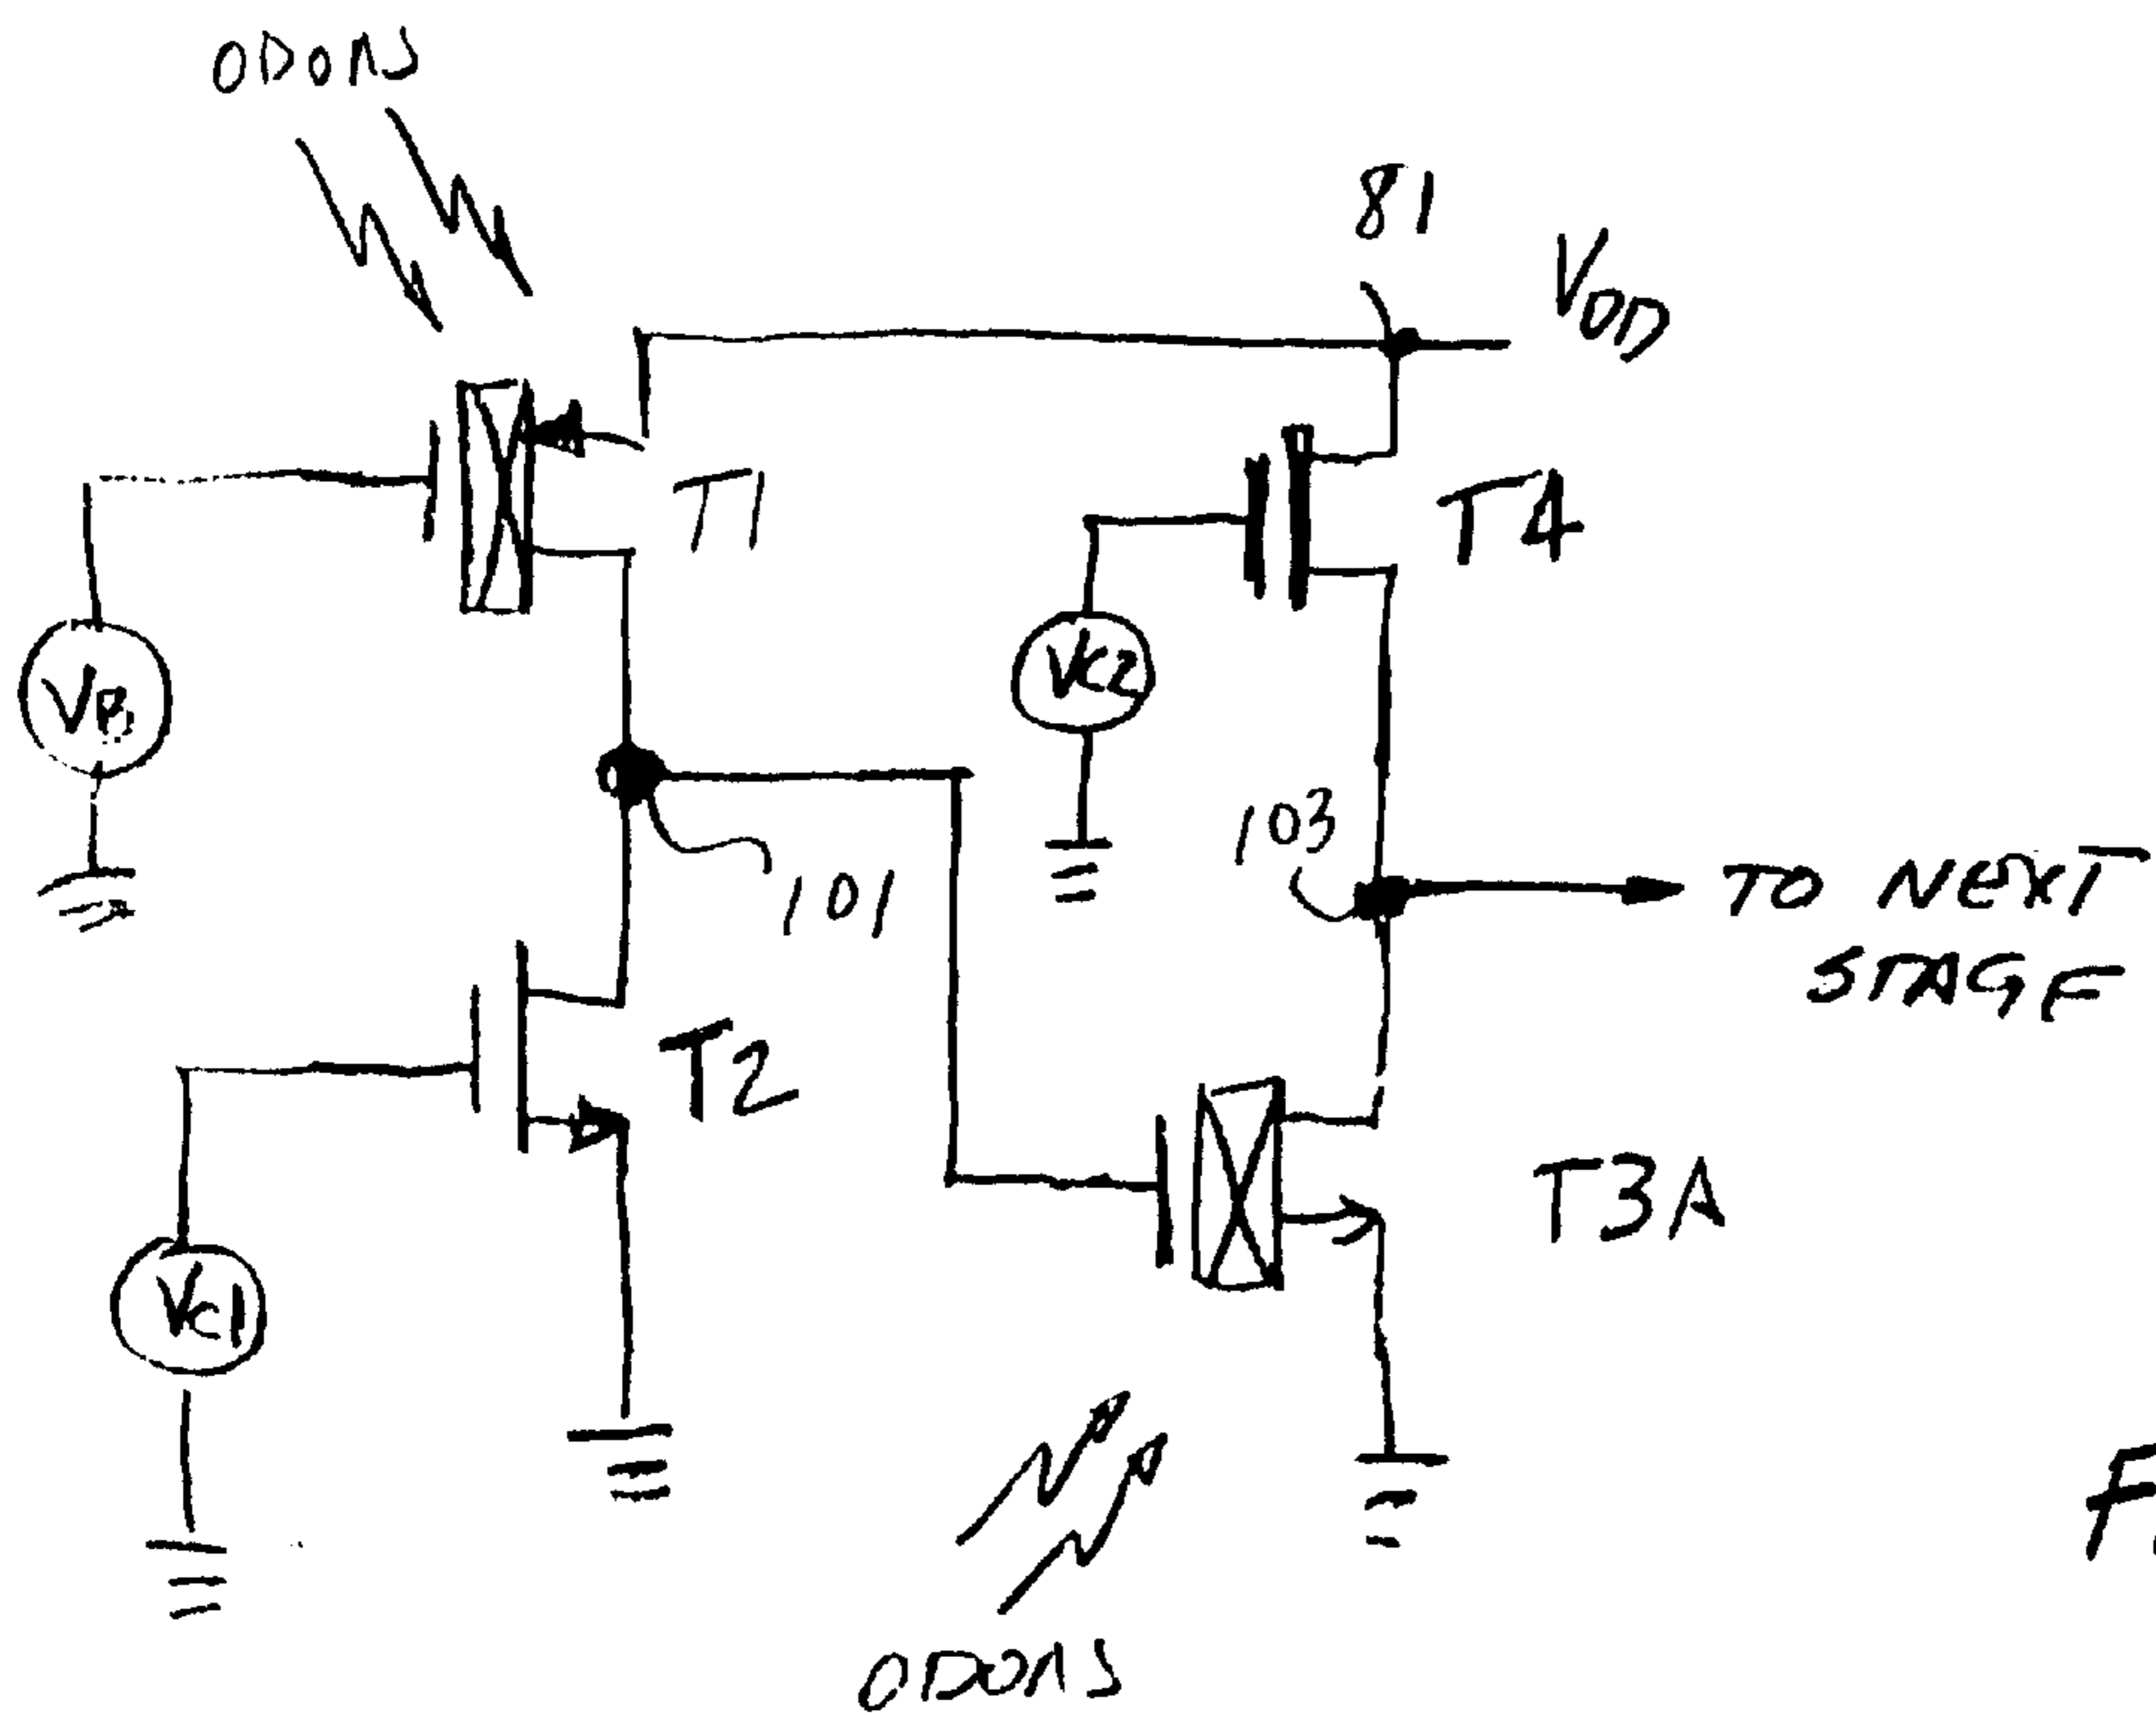 ODORS
81
VDD
T1
T4
VB
VC2
103
101
TO NEXT
STAGE
T2
T3A
VC1
ODORS